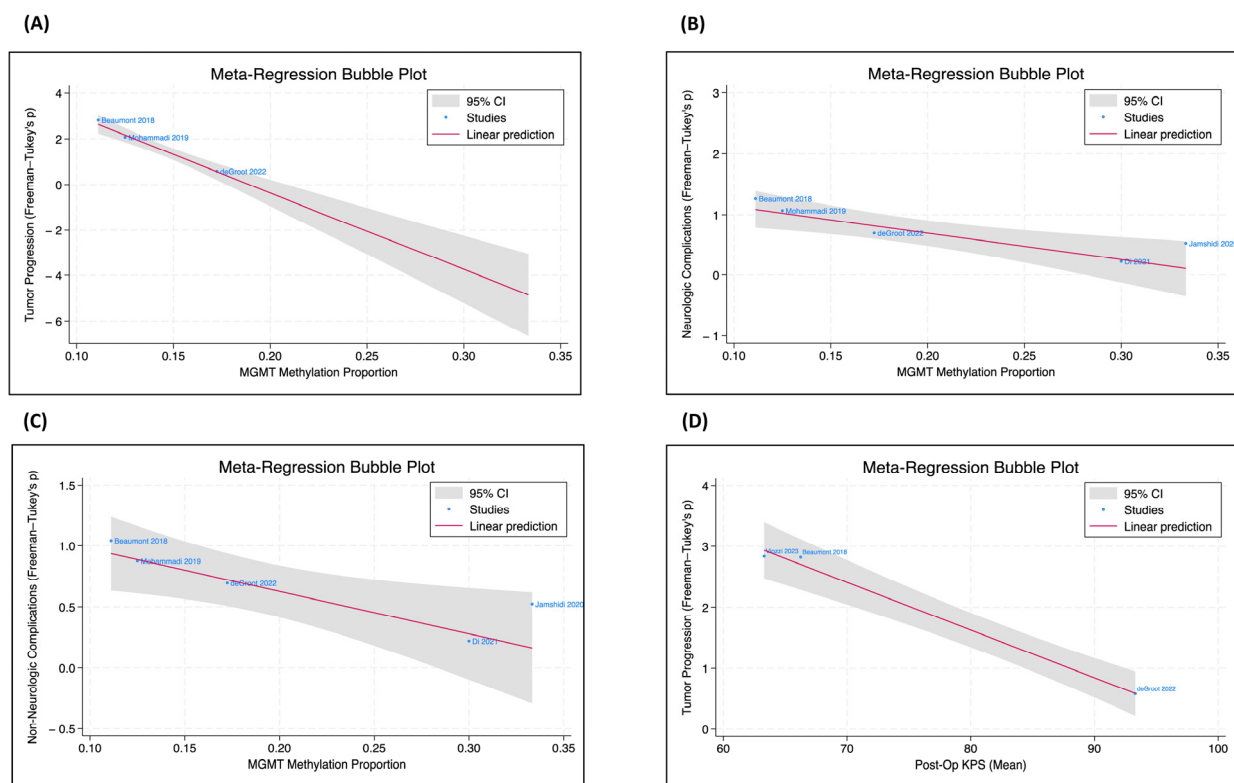 (A)
Meta-Regression Bubble Plot
95% CI
Studies
Linear prediction
Beaumont 2018
Mohammadi 2019
deGroot 2022
Tumor Progression (Freeman–Tukey's p)
4
2
0
− 2
− 4
− 6
0.10 0.15 0.20 0.25 0.30 0.35
MGMT Methylation Proportion
(B)
Meta-Regression Bubble Plot
95% CI
Studies
Linear prediction
Beaumont 2018
Mohammadi 2019
deGroot 2022
Jamshidi 2020
Di 2021
Neurologic Complications (Freeman–Tukey's p)
3
2
1
0
− 1
0.10 0.15 0.20 0.25 0.30 0.35
MGMT Methylation Proportion
(C)
Meta-Regression Bubble Plot
95% CI
Studies
Linear prediction
Beaumont 2018
Mohammadi 2019
deGroot 2022
Jamshidi 2020
Di 2021
Non-Neurologic Complications (Freeman–Tukey's p)
1.5
1.0
0.5
0.0
− 0.5
0.10 0.15 0.20 0.25 0.30 0.35
MGMT Methylation Proportion
(D)
Meta-Regression Bubble Plot
95% CI
Studies
Linear prediction
2023 Beaumont 2018
deGroot 2022
Tumor Progression (Freeman–Tukey's p)
4
3
2
1
0
60 70 80 90 100
Post-Op KPS (Mean)